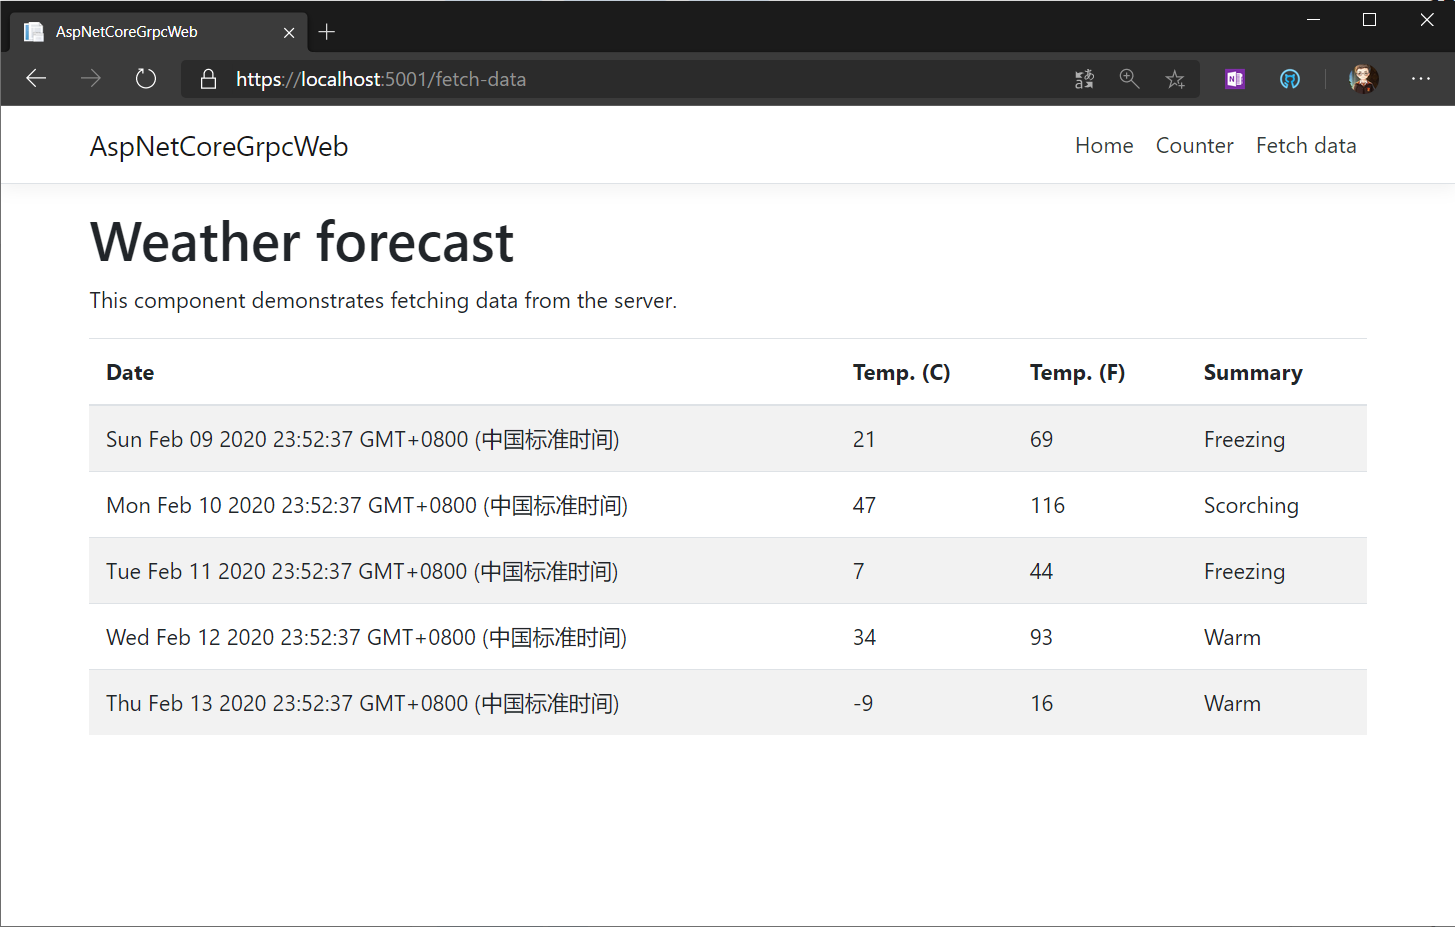 AspNetCoreGrpcWeb
https://localhost:5001/fetch-data
AspNetCoreGrpcWeb Home Counter Fetch data
Weather forecast
This component demonstrates fetching data from the server.
Date Temp. (C) Temp. (F) Summary
Sun Feb 09 2020 23:52:37 GMT+0800 (中国标准时间) 21 69 Freezing
Mon Feb 10 2020 23:52:37 GMT+0800 (中国标准时间) 47 116 Scorching
Tue Feb 11 2020 23:52:37 GMT+0800 (中国标准时间) 7 44 Freezing
Wed Feb 12 2020 23:52:37 GMT+0800 (中国标准时间) 34 93 Warm
Thu Feb 13 2020 23:52:37 GMT+0800 (中国标准时间) -9 16 Warm